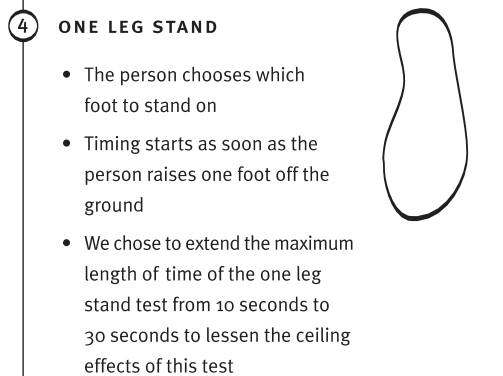 4 ONE LEG STAND
• The person chooses which
foot to stand on
• Timing starts as soon as the
person raises one foot off the
ground
• We chose to extend the maximum
length of time of the one leg
stand test from 10 seconds to
30 seconds to lessen the ceiling
effects of this test